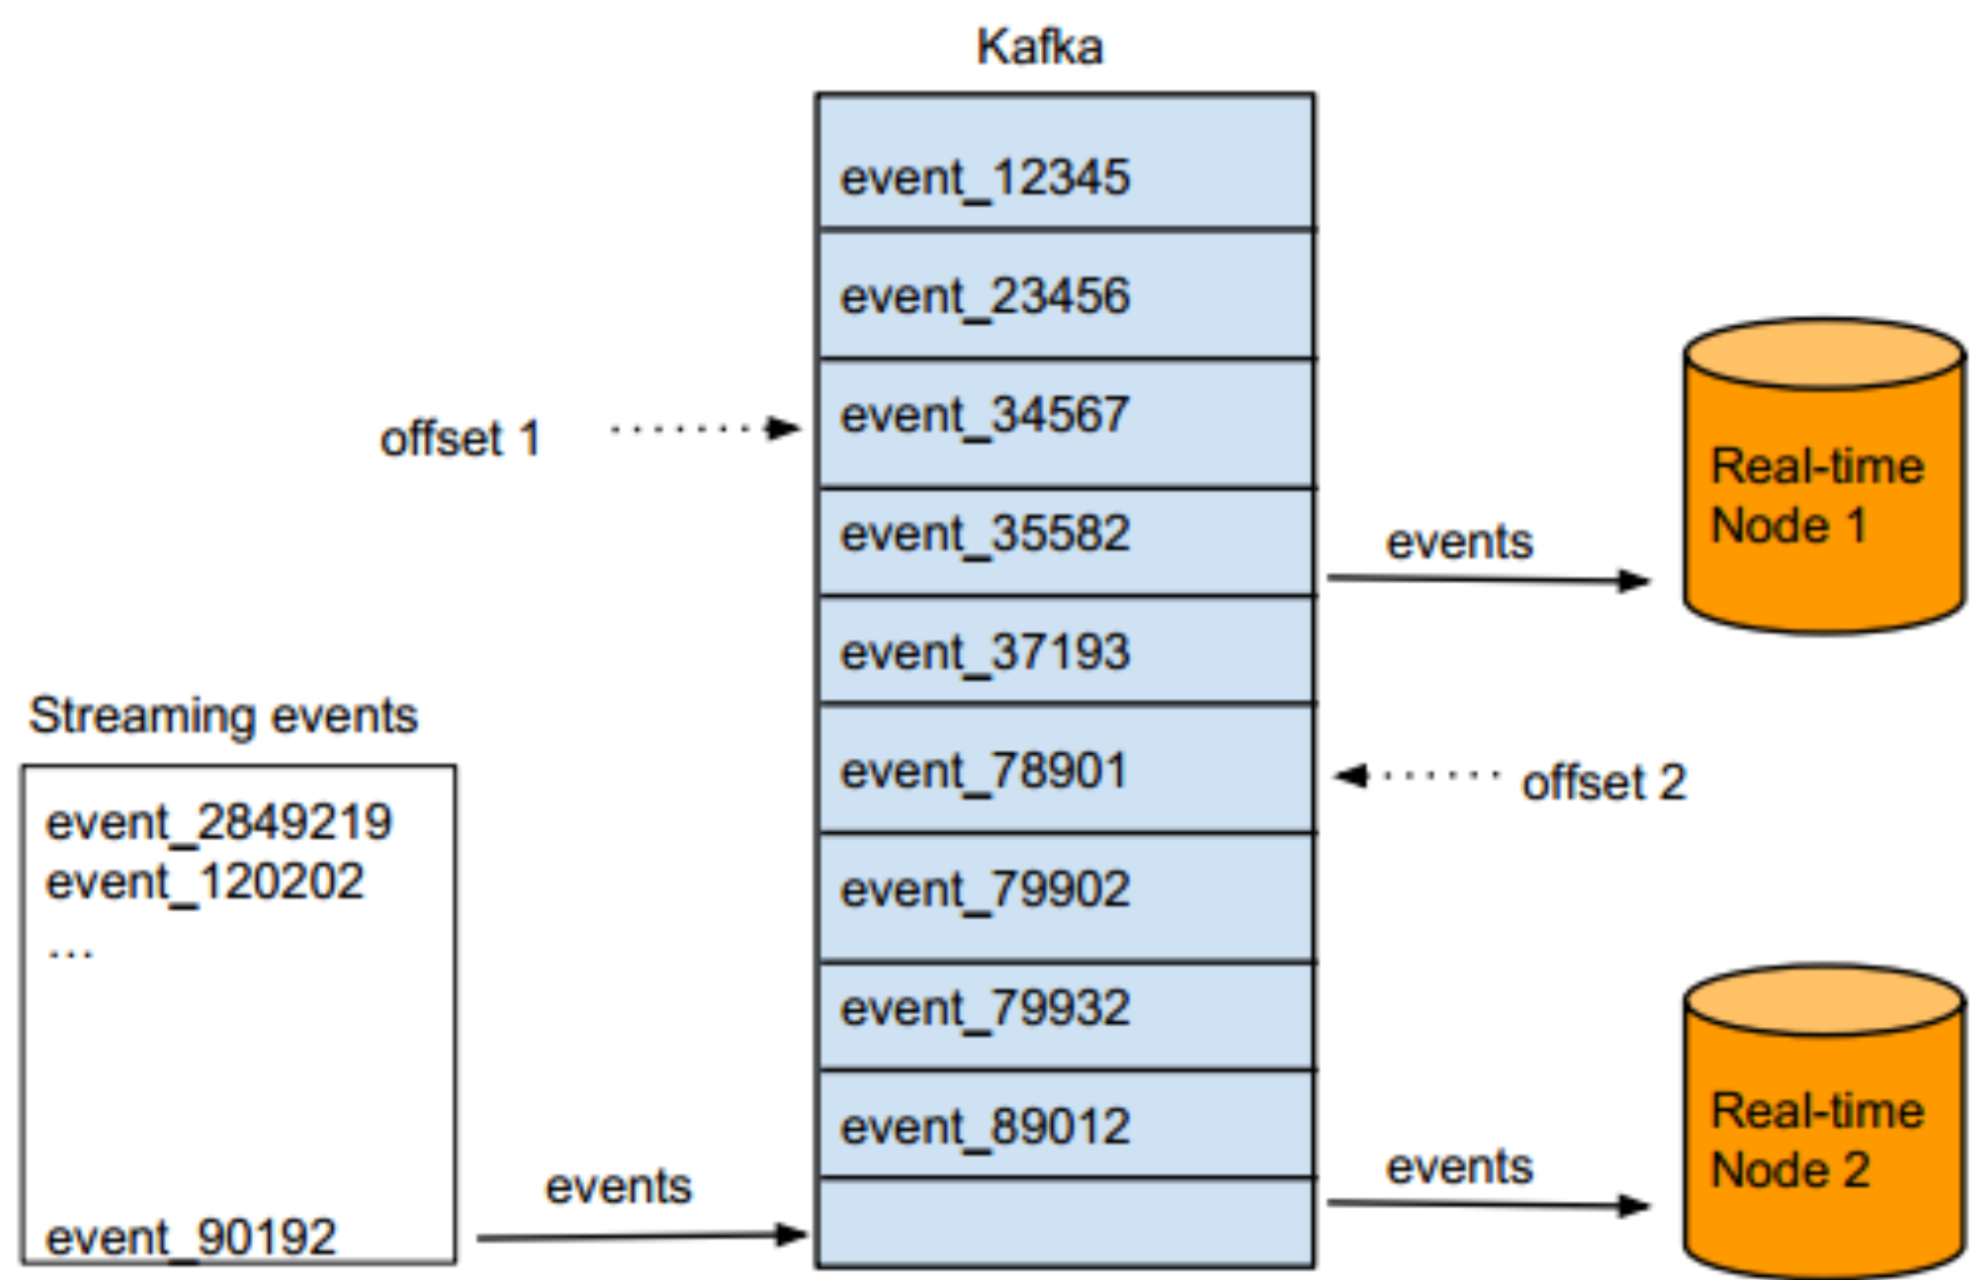 Kafka
event_12345
event_23456
offset 1
event_34567
Real-time
Node 1
event_35582
events
event_37193
Streaming events
event_78901
offset 2
event_2849219
event_120202
...
event_79902
event_79932
event_89012
Real-time
Node 2
events
events
event_90192